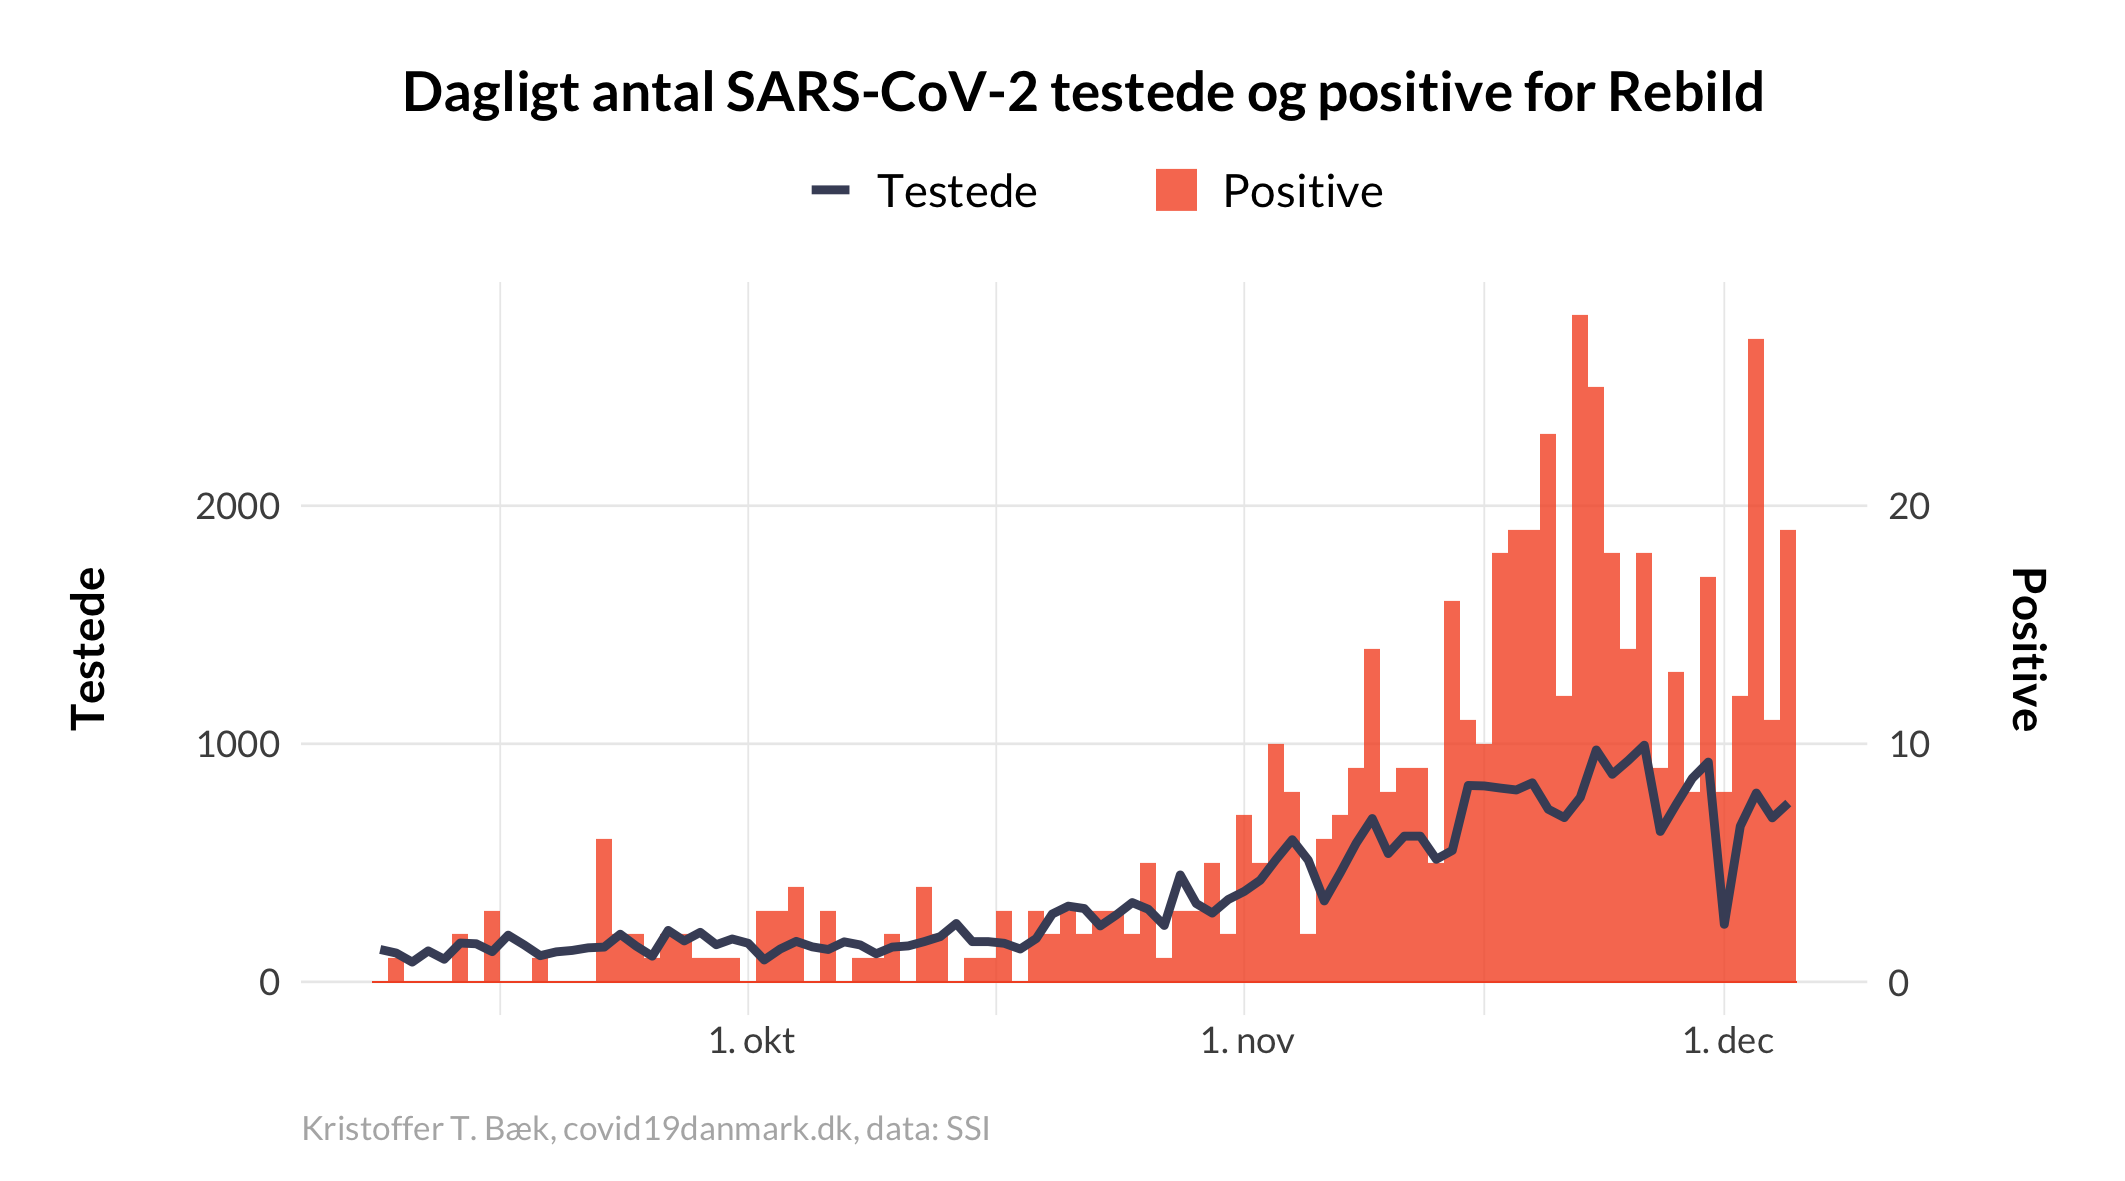 Dagligt antal SARS-CoV-2 testede og positive for Rebild
Testede Positive
2000 20
Testede
Positive
1000 10
0 0
1. okt 1. nov 1. dec
Kristoffer T. Bæk, covid19danmark.dk, data: SSI